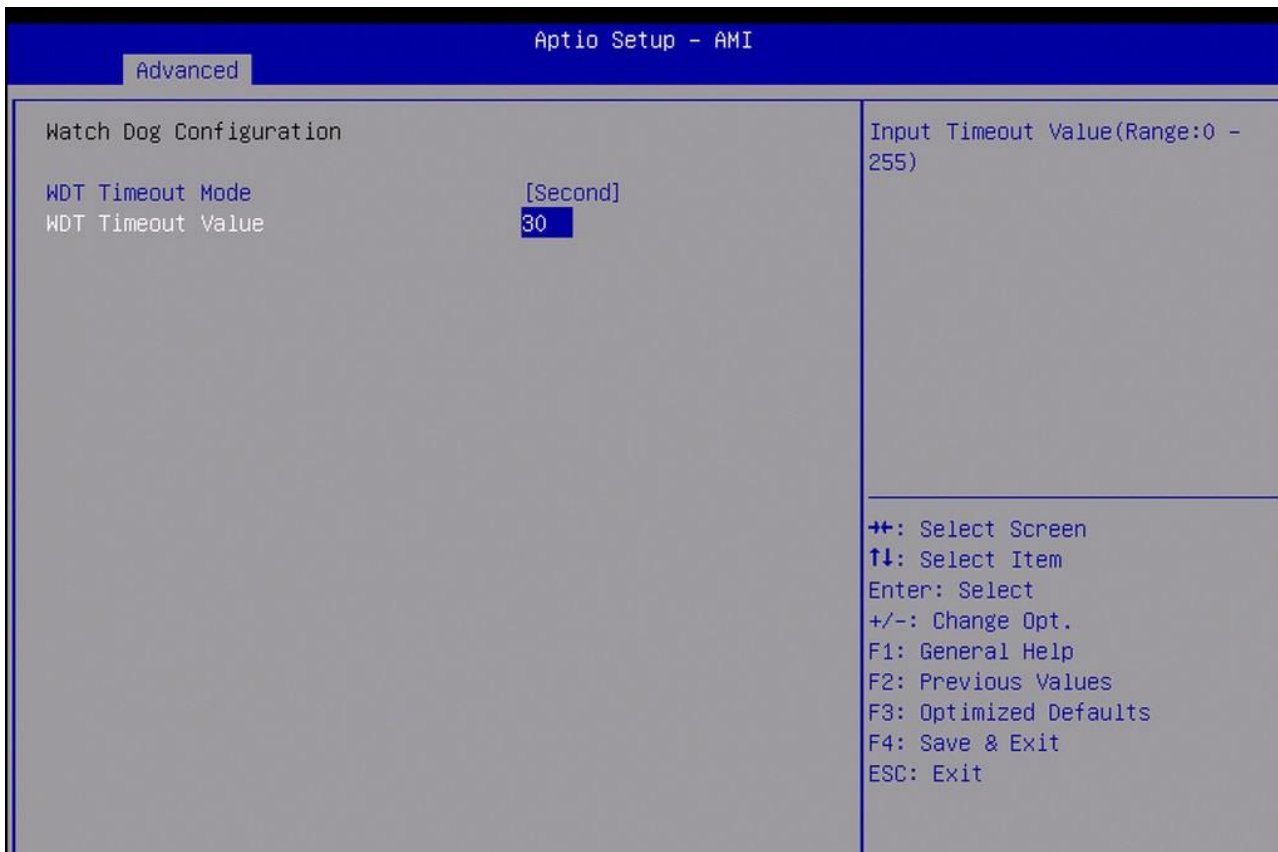 Aptio Setup – AMI
Advanced
Watch Dog Configuration
WDT Timeout Mode [Second]
WDT Timeout Value 30
Input Timeout Value(Range:0 –
255)
→←: Select Screen
↑↓: Select Item
Enter: Select
+/-: Change Opt.
F1: General Help
F2: Previous Values
F3: Optimized Defaults
F4: Save & Exit
ESC: Exit